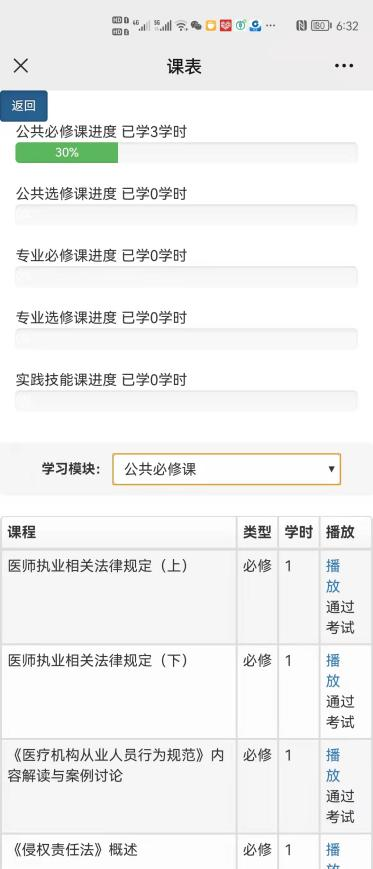 6:32
课表
返回
公共必修课进度 已学3学时
30%
公共选修课进度 已学0学时
专业必修课进度 已学0学时
专业选修课进度 已学0学时
实践技能课进度 已学0学时
学习模块： 公共必修课
课程 类型 学时 播放
医师执业相关法律规定（上） 必修 1 播
放
通过
考试
医师执业相关法律规定（下） 必修 1 播
放
通过
考试
《医疗机构从业人员行为规范》内 必修 1 播
容解读与案例讨论 放
通过
考试
《侵权责任法》概述 必修 1 播